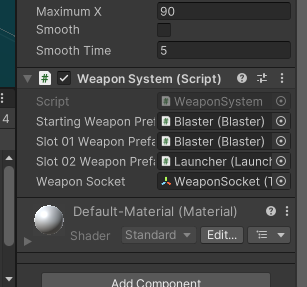 Maximum X 90
Smooth
Smooth Time 5
# Weapon System (Script)
Script # WeaponSystem
Starting Weapon Pref # Blaster (Blaster)
Slot 01 Weapon Prefa # Blaster (Blaster)
Slot 02 Weapon Prefa # Launcher (Launch
Weapon Socket WeaponSocket (T
4
Default-Material (Material)
Shader Standard Edit...
Add Component